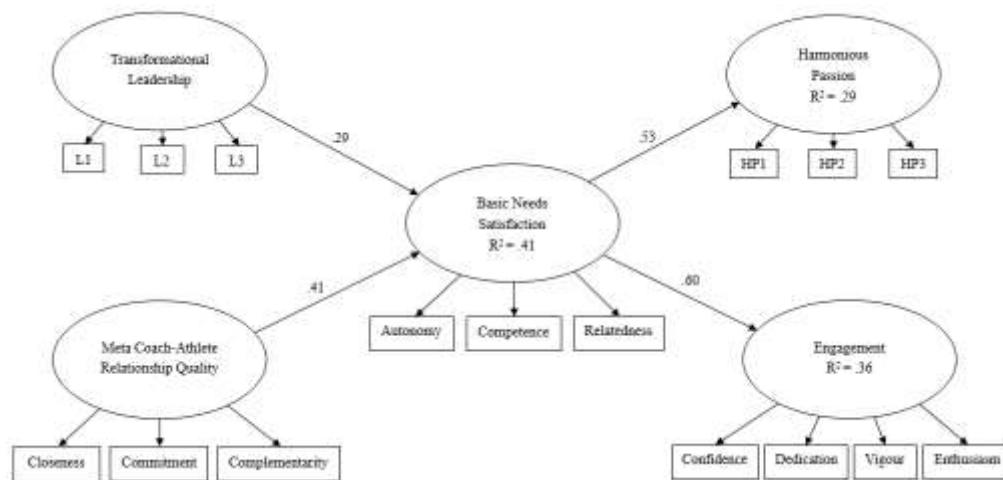 Transformational
Leadership
L1
L2
L3
.29
Harmonious
Passion
R² = .29
HP1
HP2
HP3
.53
Basic Needs
Satisfaction
R² = .41
Autonomy
Competence
Relatedness
.41
Meta Coach-Athlete
Relationship Quality
Closeness
Commitment
Complementarity
.60
Engagement
R² = .36
Confidence
Dedication
Vigour
Enthusiasm